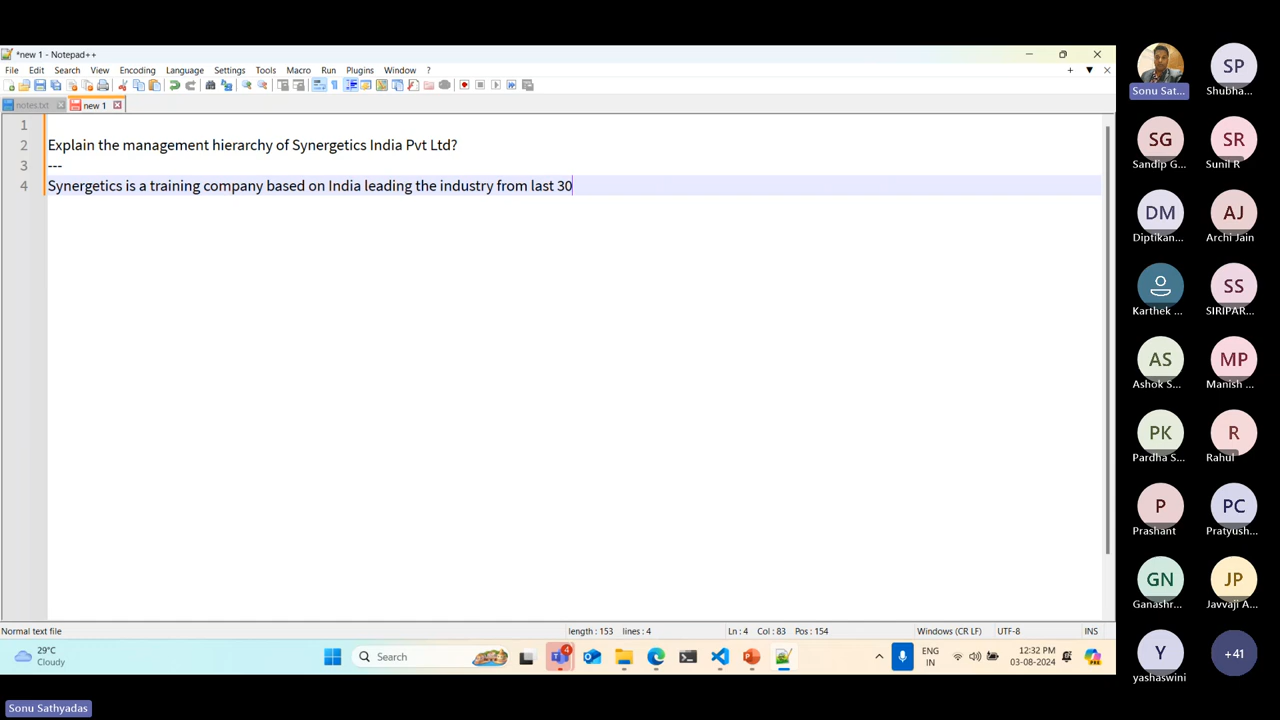 *new 1 - Notepad++
File Edit Search View Encoding Language Settings Tools Macro Run Plugins Window ?
notes.txt new 1
1
2 Explain the management hierarchy of Synergetics India Pvt Ltd?
3 ---
4 Synergetics is a training company based on India leading the industry from last 30
Normal text file length : 153 lines : 4 Ln : 4 Col : 83 Pos : 154 Windows (CR LF) UTF-8 INS
29°C
Cloudy
Search
4
ENG
IN
12:32 PM
03-08-2024
Sonu Sathyadas
Sonu Sat...
SP
Shubha...
SG
Sandip G...
SR
Sunil R
DM
Diptikan...
AJ
Archi Jain
Karthek ...
SS
SIRIPAR...
AS
Ashok S...
MP
Manish ...
PK
Pardha S...
R
Rahul
P
Prashant
PC
Pratyush...
GN
Ganashr...
JP
Javvaji A...
Y
yashaswini
+41